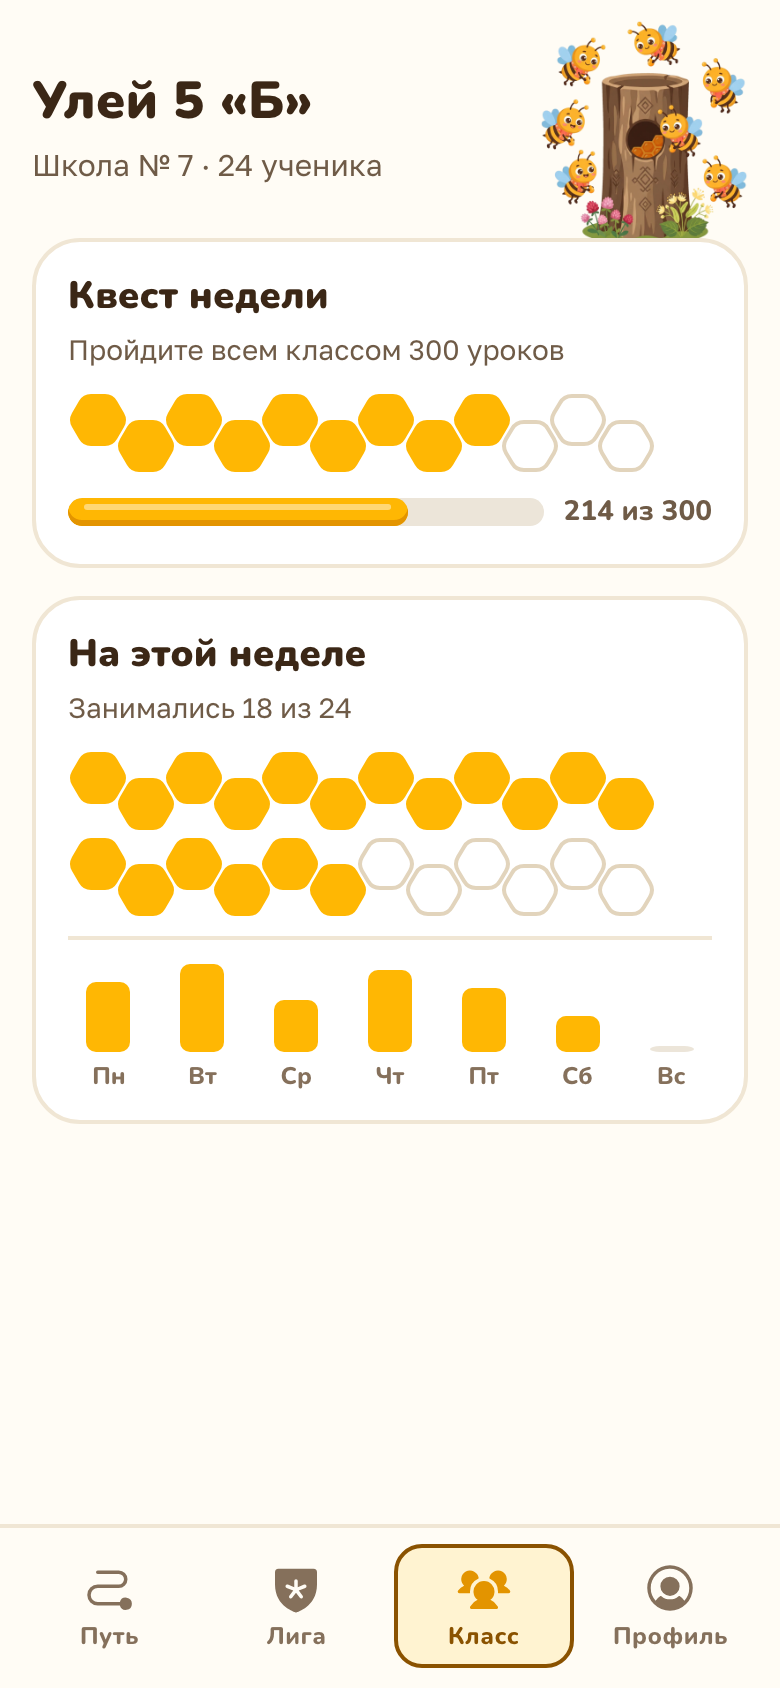 Улей 5 «Б»
Школа № 7 · 24 ученика
Квест недели
Пройдите всем классом 300 уроков
214 из 300
На этой неделе
Занимались 18 из 24
Пн Вт Ср Чт Пт Сб Вс
Путь Лига Класс Профиль